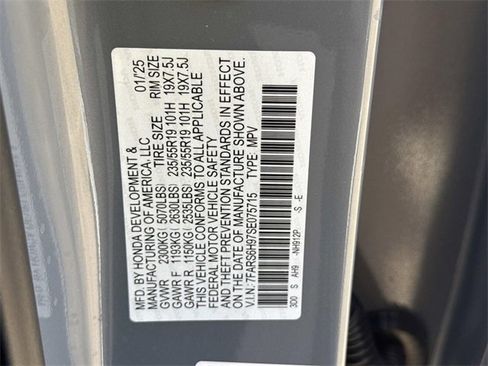 MFD. BY HONDA DEVELOPMENT & 01/25
MANUFACTURING OF AMERICA, LLC
GVWR 2300KG( 5070LBS) TIRE SIZE RIM SIZE
GAWR F 1193KG( 2630LBS) 235/55R19 101H 19X7.5J
GAWR R 1150KG( 2535LBS) 235/55R19 101H 19X7.5J
THIS VEHICLE CONFORMS TO ALL APPLICABLE
FEDERAL MOTOR VEHICLE SAFETY
AND THEFT PREVENTION STANDARDS IN EFFECT
ON THE DATE OF MANUFACTURE SHOWN ABOVE.
V.I.N.: 7FARS6H97SE075715 TYPE: MPV
3D0 S AH9 -NH912P- S -E